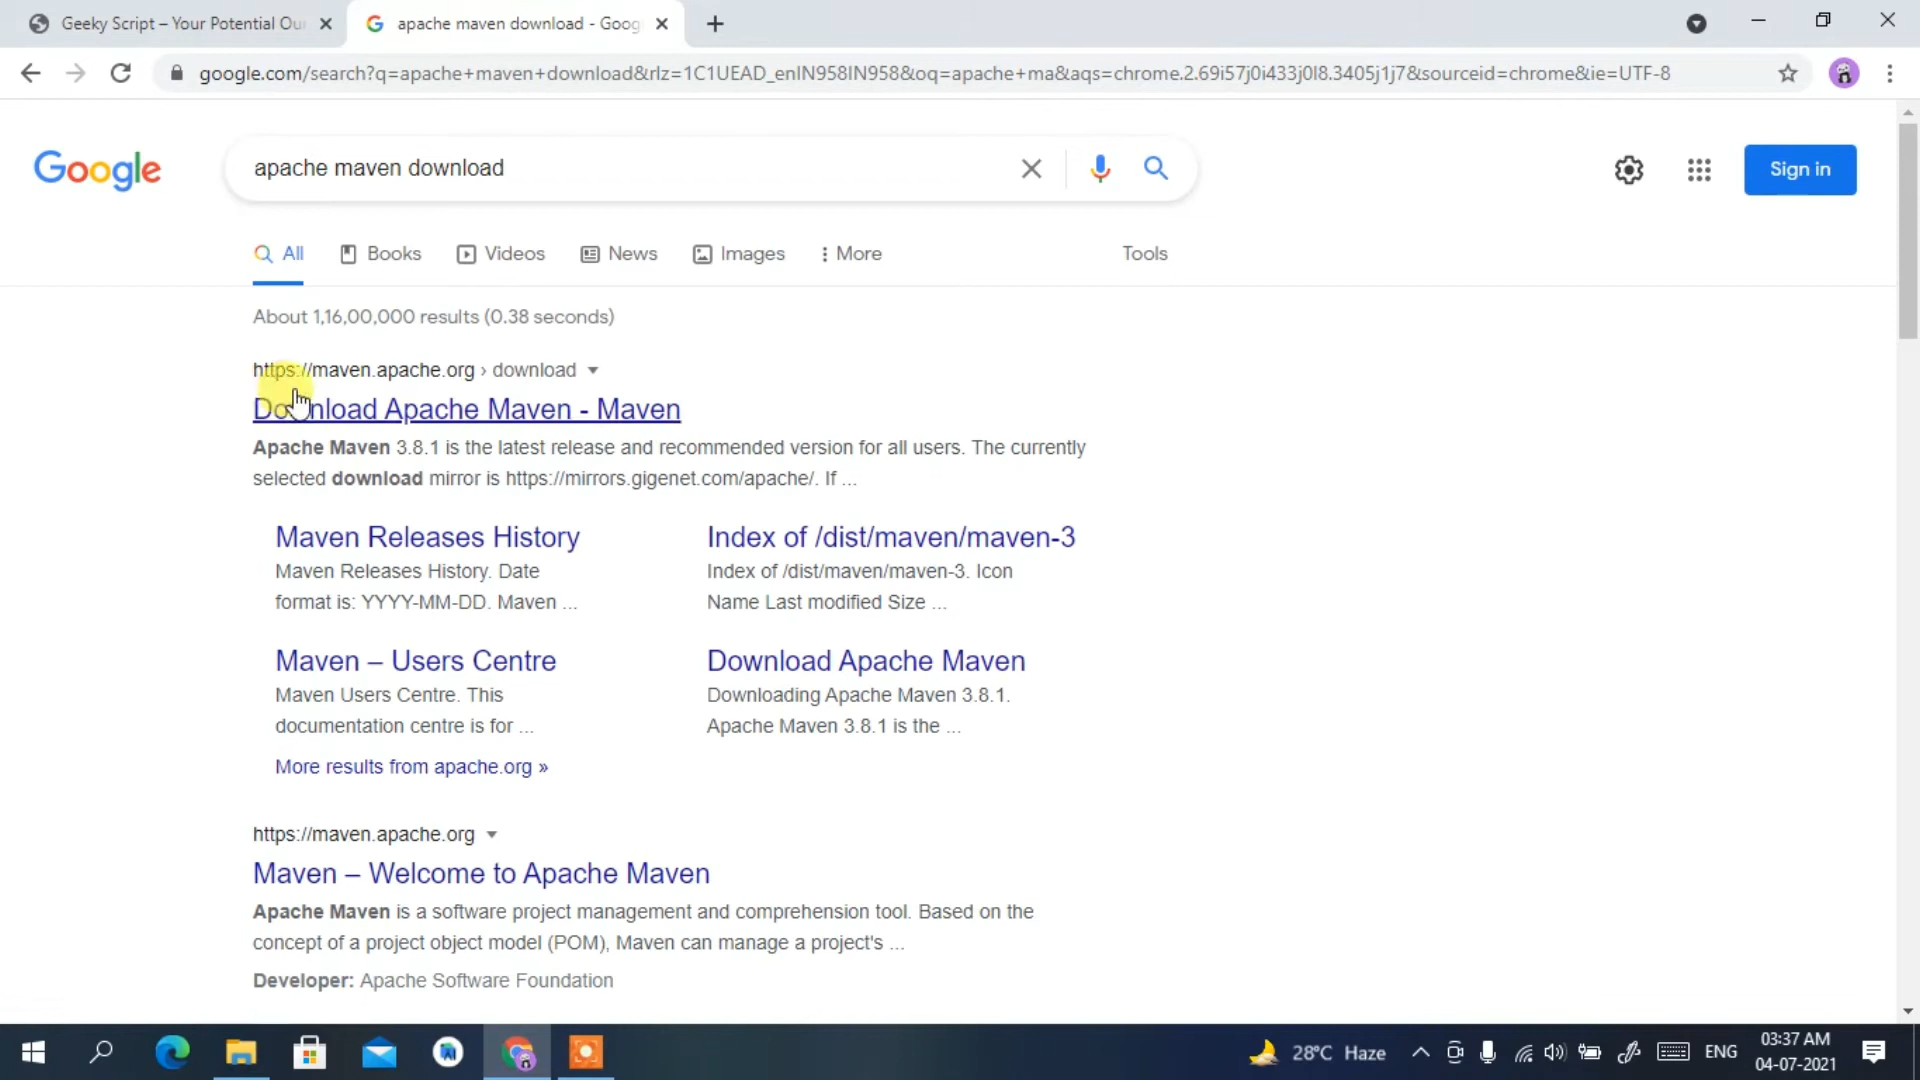 Geeky Script – Your Potential Ou
apache maven download - Goog
google.com/search?q=apache+maven+download&rlz=1C1UEAD_enIN958IN958&oq=apache+ma&aqs=chrome.2.69i57j0i433j0l8.3405j1j7&sourceid=chrome&ie=UTF-8
Google
apache maven download
Sign in
All
Books
Videos
News
Images
More
Tools
About 1,16,00,000 results (0.38 seconds)
https://maven.apache.org › download
Download Apache Maven - Maven
Apache Maven 3.8.1 is the latest release and recommended version for all users. The currently
selected download mirror is https://mirrors.gigenet.com/apache/. If ...
Maven Releases History
Maven Releases History. Date
format is: YYYY-MM-DD. Maven ...
Index of /dist/maven/maven-3
Index of /dist/maven/maven-3. Icon
Name Last modified Size ...
Maven – Users Centre
Maven Users Centre. This
documentation centre is for ...
Download Apache Maven
Downloading Apache Maven 3.8.1.
Apache Maven 3.8.1 is the ...
More results from apache.org »
https://maven.apache.org
Maven – Welcome to Apache Maven
Apache Maven is a software project management and comprehension tool. Based on the
concept of a project object model (POM), Maven can manage a project's ...
Developer: Apache Software Foundation
28°C Haze
ENG
03:37 AM
04-07-2021